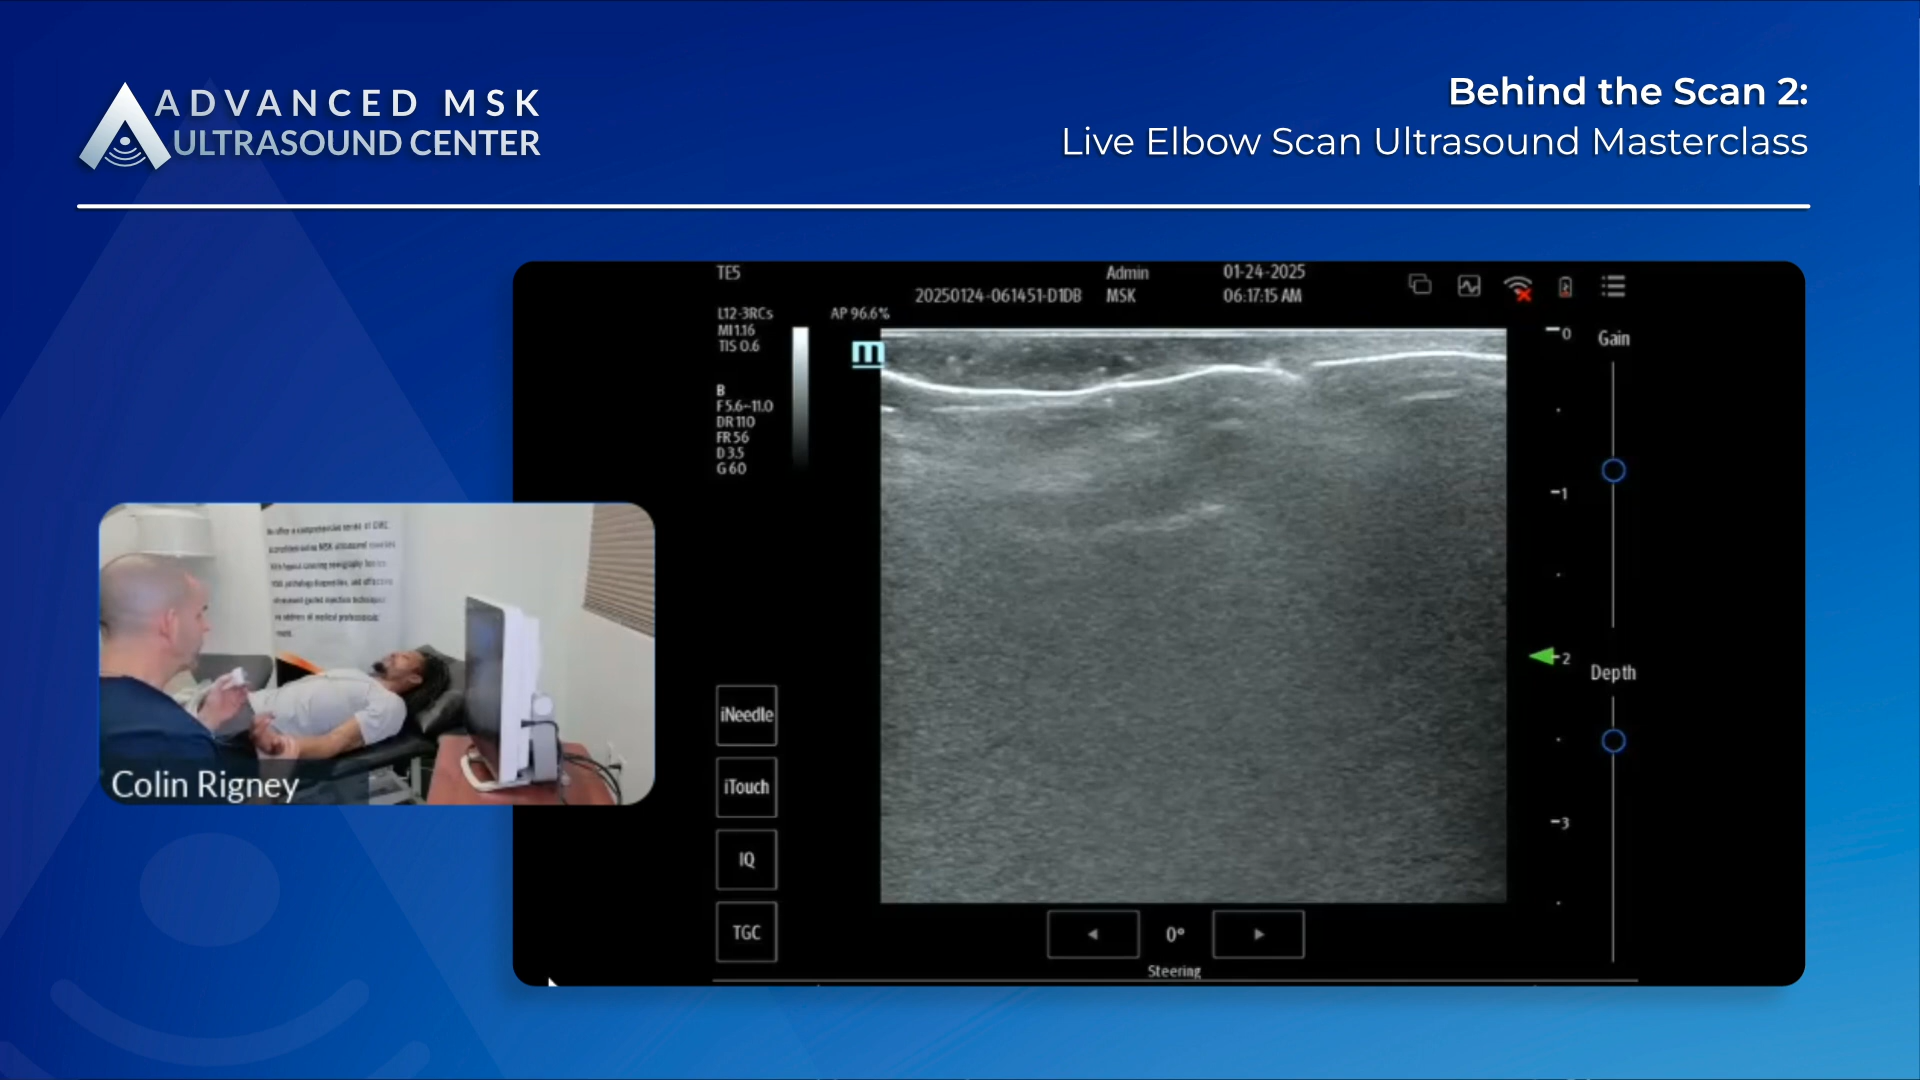 ADVANCED MSK
ULTRASOUND CENTER
Behind the Scan 2:
Live Elbow Scan Ultrasound Masterclass
TE5
Admin
01-24-2025
20250124-061451-D1DB
MSK
06:17:15 AM
L12-3RCs
AP 96.6%
MI 1.16
TIS 0.6
m
B
F 5.6-11.0
DR 110
FR 56
D 3.5
G 60
0
Gain
1
2
Depth
3
iNeedle
iTouch
IQ
TGC
0°
Steering
Colin Rigney